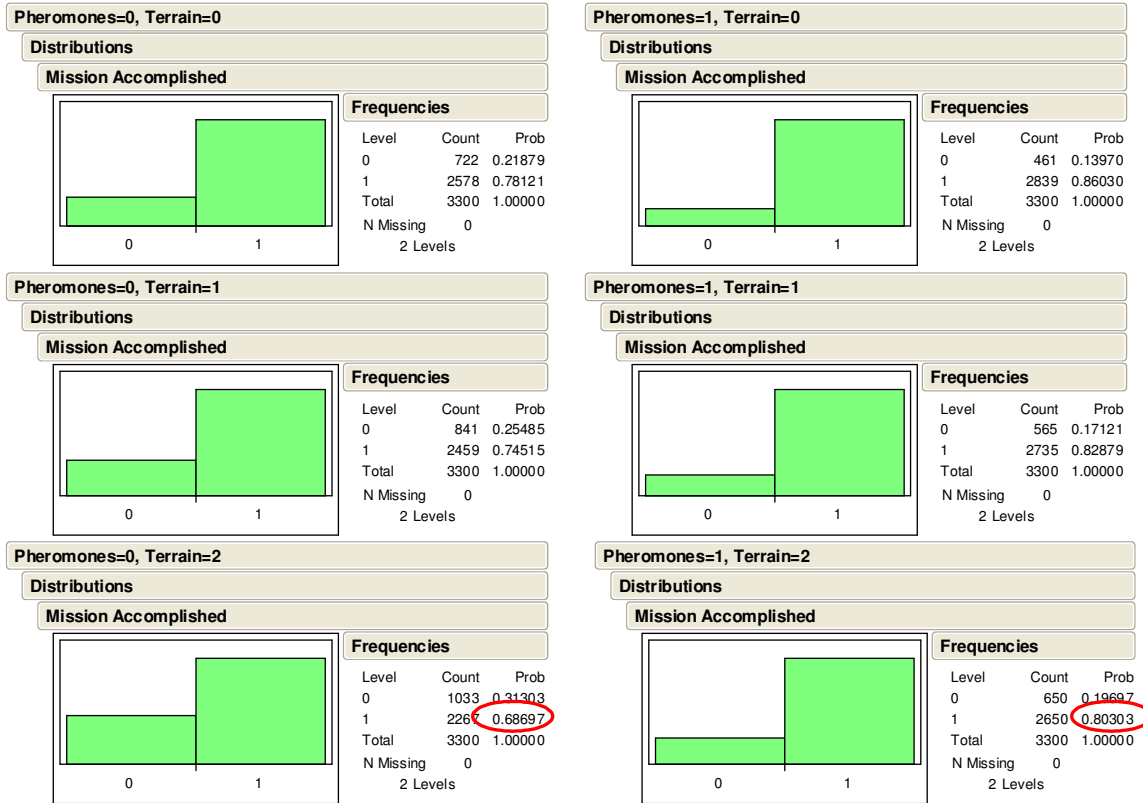 Pheromones=0, Terrain=0
Distributions
Mission Accomplished
Frequencies
Level Count Prob
0 722 0.21879
1 2578 0.78121
Total 3300 1.00000
N Missing 0
2 Levels
0 1
Pheromones=1, Terrain=0
Distributions
Mission Accomplished
Frequencies
Level Count Prob
0 461 0.13970
1 2839 0.86030
Total 3300 1.00000
N Missing 0
2 Levels
0 1
Pheromones=0, Terrain=1
Distributions
Mission Accomplished
Frequencies
Level Count Prob
0 841 0.25485
1 2459 0.74515
Total 3300 1.00000
N Missing 0
2 Levels
0 1
Pheromones=1, Terrain=1
Distributions
Mission Accomplished
Frequencies
Level Count Prob
0 565 0.17121
1 2735 0.82879
Total 3300 1.00000
N Missing 0
2 Levels
0 1
Pheromones=0, Terrain=2
Distributions
Mission Accomplished
Frequencies
Level Count Prob
0 1033 0.31303
1 2267 0.68697
Total 3300 1.00000
N Missing 0
2 Levels
0 1
Pheromones=1, Terrain=2
Distributions
Mission Accomplished
Frequencies
Level Count Prob
0 650 0.19697
1 2650 0.80303
Total 3300 1.00000
N Missing 0
2 Levels
0 1